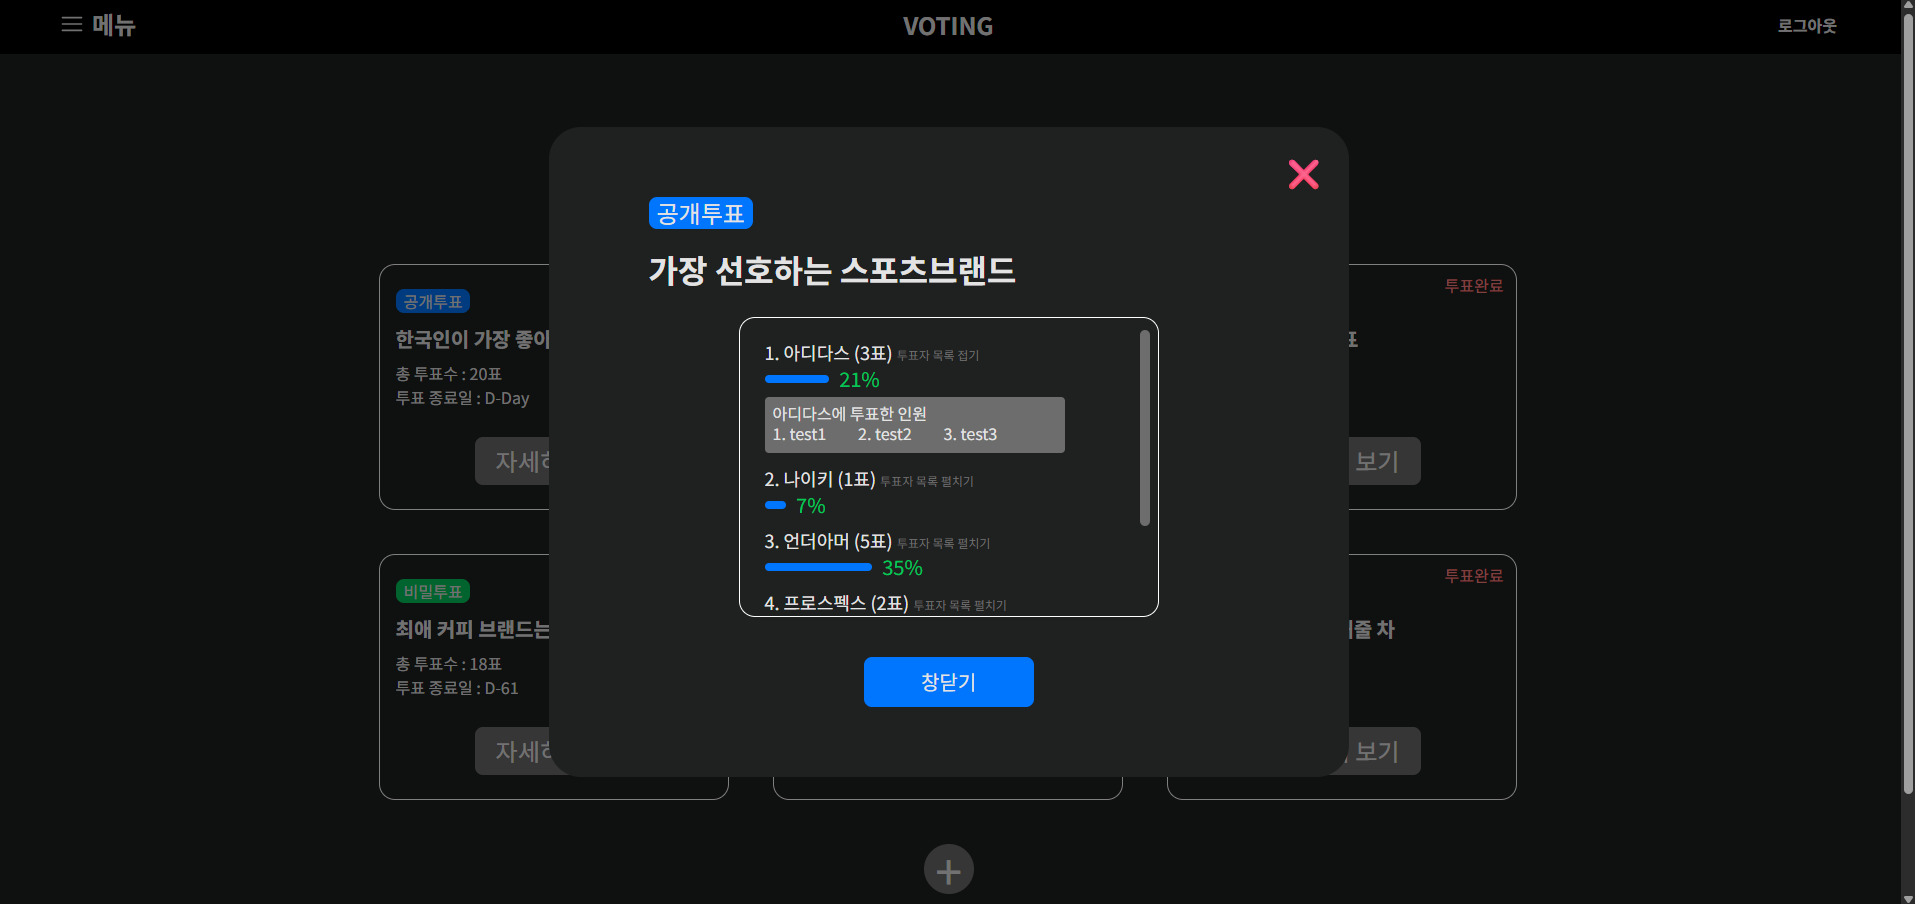 메뉴
VOTING
로그아웃
공개투표
가장 선호하는 스포츠브랜드
1. 아디다스 (3표) 투표자 목록 접기
21%
아디다스에 투표한 인원
1. test1 2. test2 3. test3
2. 나이키 (1표) 투표자 목록 펼치기
7%
3. 언더아머 (5표) 투표자 목록 펼치기
35%
4. 프로스펙스 (2표) 투표자 목록 펼치기
창닫기
공개투표
한국인이 가장 좋아
총 투표수 : 20표
투표 종료일 : D-Day
자세히
투표완료
표
보기
비밀투표
최애 커피 브랜드는
총 투표수 : 18표
투표 종료일 : D-61
자세히
투표완료
줄 차
보기
+